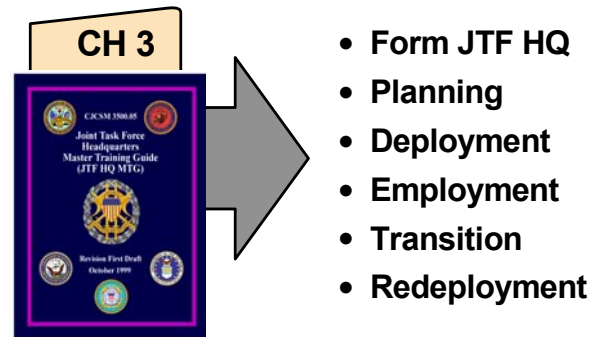 CH 3
CJCSM 3500.05
Joint Task Force
Headquarters
Master Training Guide
(JTF HQ MTG)
Revision First Draft
October 1999
• Form JTF HQ
• Planning
• Deployment
• Employment
• Transition
• Redeployment